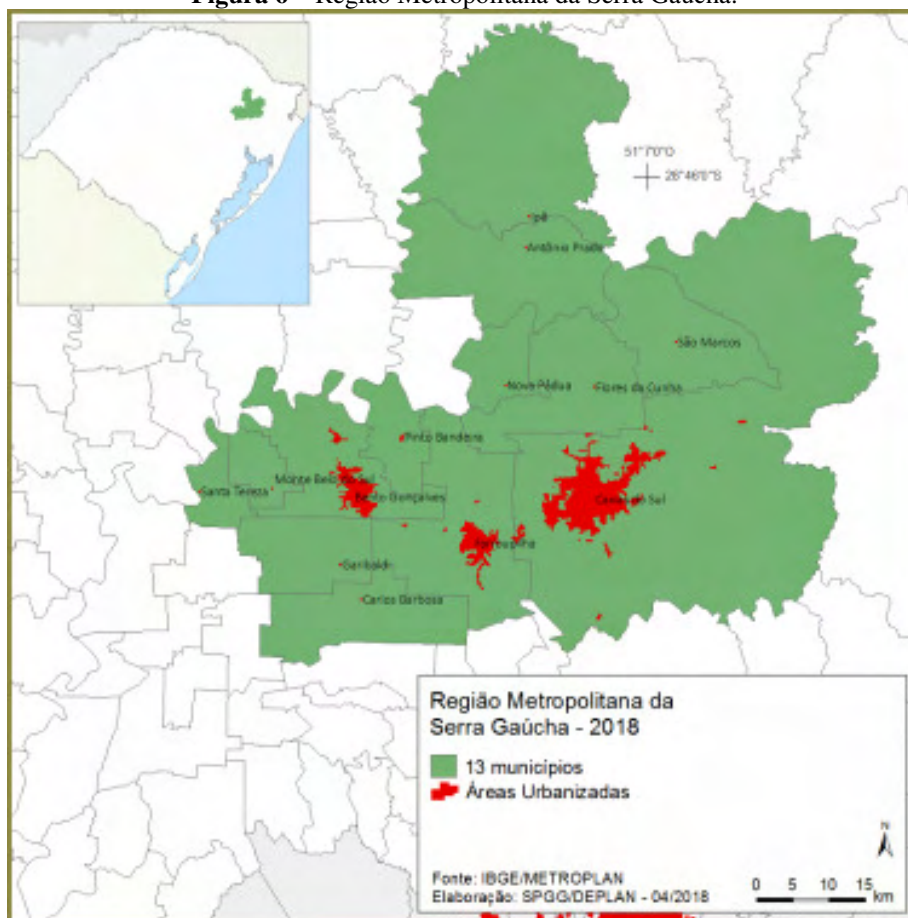 Figura 6 – Região Metropolitana da Serra Gaúcha.
51°7'0"O
28°46'0"S
Ipê
Antônio Prado
São Marcos
Nova Pádua
Flores da Cunha
Pinto Bandeira
Santa Tereza
Monte Belo do Sul
Bento Gonçalves
Caxias do Sul
Farroupilha
Garibaldi
Carlos Barbosa
Região Metropolitana da
Serra Gaúcha - 2018
13 municípios
Áreas Urbanizadas
N
Fonte: IBGE/METROPLAN
Elaboração: SPGG/DEPLAN - 04/2018
0 5 10 15
km